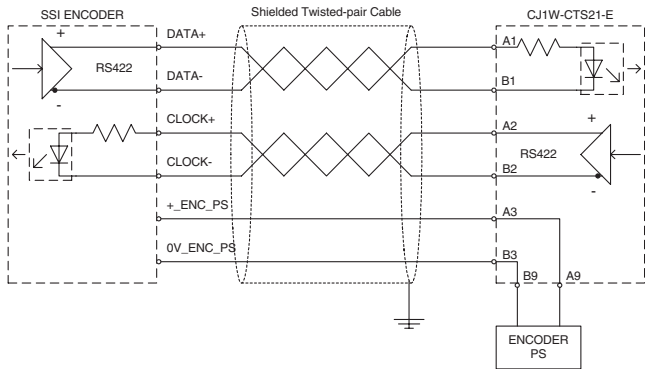 SSI ENCODER
Shielded Twisted-pair Cable
CJ1W-CTS21-E
+
RS422
-
DATA+
DATA-
A1
B1
CLOCK+
CLOCK-
A2
B2
+
RS422
-
+_ENC_PS
A3
0V_ENC_PS
B3
B9
A9
ENCODER
PS